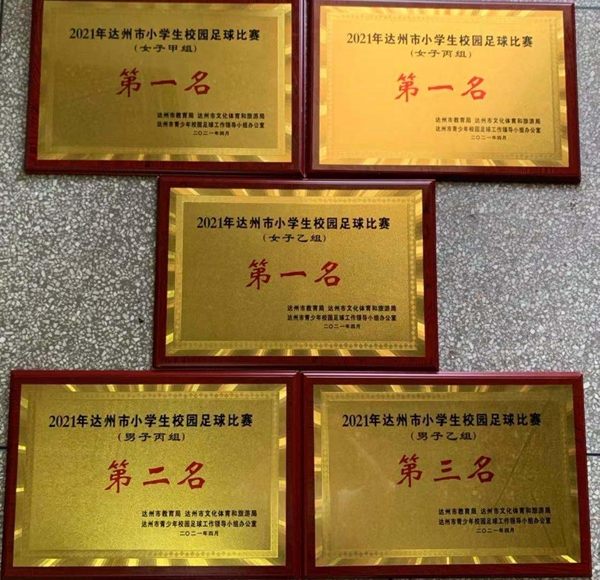 2021年达州市小学生校园足球比赛
(女子甲组)
第一名
达州市教育局 达州市文化体育和旅游局
达州市青少年校园足球工作领导小组办公室
二〇二一年四月
2021年达州市小学生校园足球比赛
(女子丙组)
第一名
达州市教育局 达州市文化体育和旅游局
达州市青少年校园足球工作领导小组办公室
二〇二一年四月
2021年达州市小学生校园足球比赛
(女子乙组)
第一名
达州市教育局 达州市文化体育和旅游局
达州市青少年校园足球工作领导小组办公室
二〇二一年四月
2021年达州市小学生校园足球比赛
(男子丙组)
第二名
达州市教育局 达州市文化体育和旅游局
达州市青少年校园足球工作领导小组办公室
二〇二一年四月
2021年达州市小学生校园足球比赛
(男子乙组)
第三名
达州市教育局 达州市文化体育和旅游局
达州市青少年校园足球工作领导小组办公室
二〇二一年四月